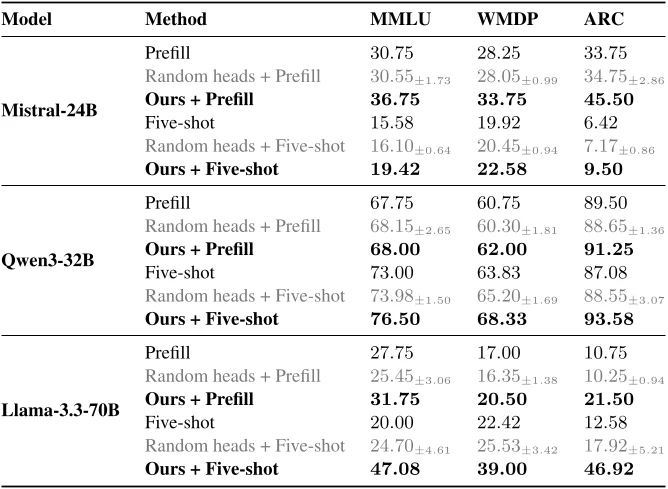 Model Method MMLU WMDP ARC
Prefill 30.75 28.25 33.75
Random heads + Prefill 30.55±1.73 28.05±0.99 34.75±2.86
Ours + Prefill 36.75 33.75 45.50
Mistral-24B
Five-shot 15.58 19.92 6.42
Random heads + Five-shot 16.10±0.64 20.45±0.94 7.17±0.86
Ours + Five-shot 19.42 22.58 9.50
Prefill 67.75 60.75 89.50
Random heads + Prefill 68.15±2.65 60.30±1.81 88.65±1.36
Ours + Prefill 68.00 62.00 91.25
Qwen3-32B
Five-shot 73.00 63.83 87.08
Random heads + Five-shot 73.98±1.50 65.20±1.69 88.55±3.07
Ours + Five-shot 76.50 68.33 93.58
Prefill 27.75 17.00 10.75
Random heads + Prefill 25.45±3.06 16.35±1.38 10.25±0.94
Ours + Prefill 31.75 20.50 21.50
Llama-3.3-70B
Five-shot 20.00 22.42 12.58
Random heads + Five-shot 24.70±4.61 25.53±3.42 17.92±5.21
Ours + Five-shot 47.08 39.00 46.92